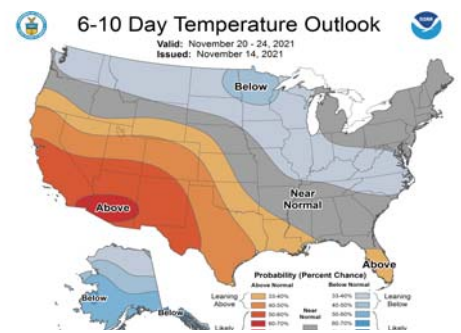 6-10 Day Temperature Outlook
Valid: November 20 - 24, 2021
Issued: November 14, 2021
NOAA
Below
Near
Normal
Above
Above
Below
Below
Probability (Percent Chance)
Above Normal
Below Normal
Leaning
Above
33-40%
40-50%
50-60%
60-70%
Likely
Near
Normal
33-40%
40-50%
50-60%
60-70%
Leaning
Below
Likely